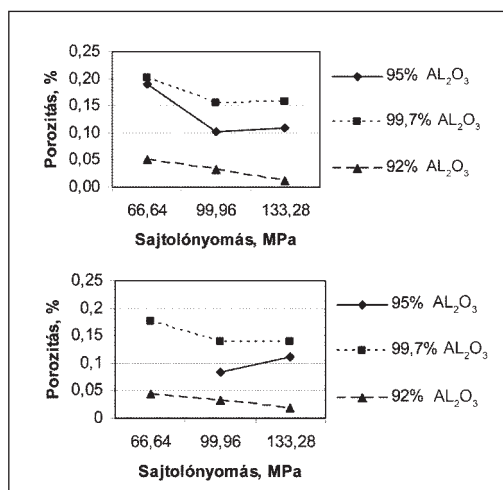 Porozitás, %
0,25
0,20
0,15
0,10
0,05
0,00
66,64 99,96 133,28
Sajtolónyomás, MPa
95% AL₂O₃
99,7% AL₂O₃
92% AL₂O₃
Porozitás, %
0,25
0,2
0,15
0,1
0,05
0
66,64 99,96 133,28
Sajtolónyomás, MPa
95% AL₂O₃
99,7% AL₂O₃
92% AL₂O₃